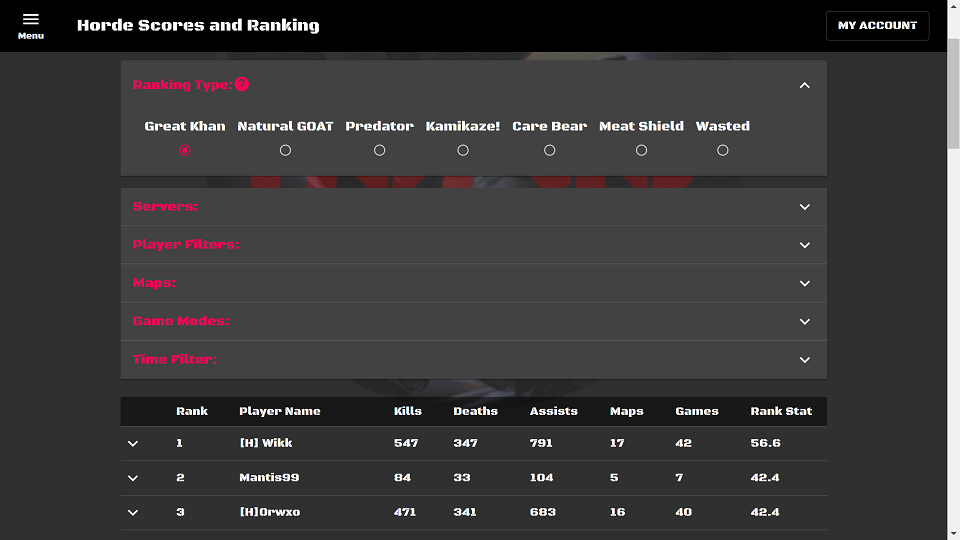 Menu
Horde Scores and Ranking
MY ACCOUNT
Ranking Type:?
Great Khan Natural GOAT Predator Kamikaze! Care Bear Meat Shield Wasted
Servers:
Player Filters:
Maps:
Game Modes:
Time Filter:
Rank Player Name Kills Deaths Assists Maps Games Rank Stat
1 [H] Wikk 547 347 791 17 42 56.6
2 Mantis99 84 33 104 5 7 42.4
3 [H]Orwxo 471 341 683 16 40 42.4